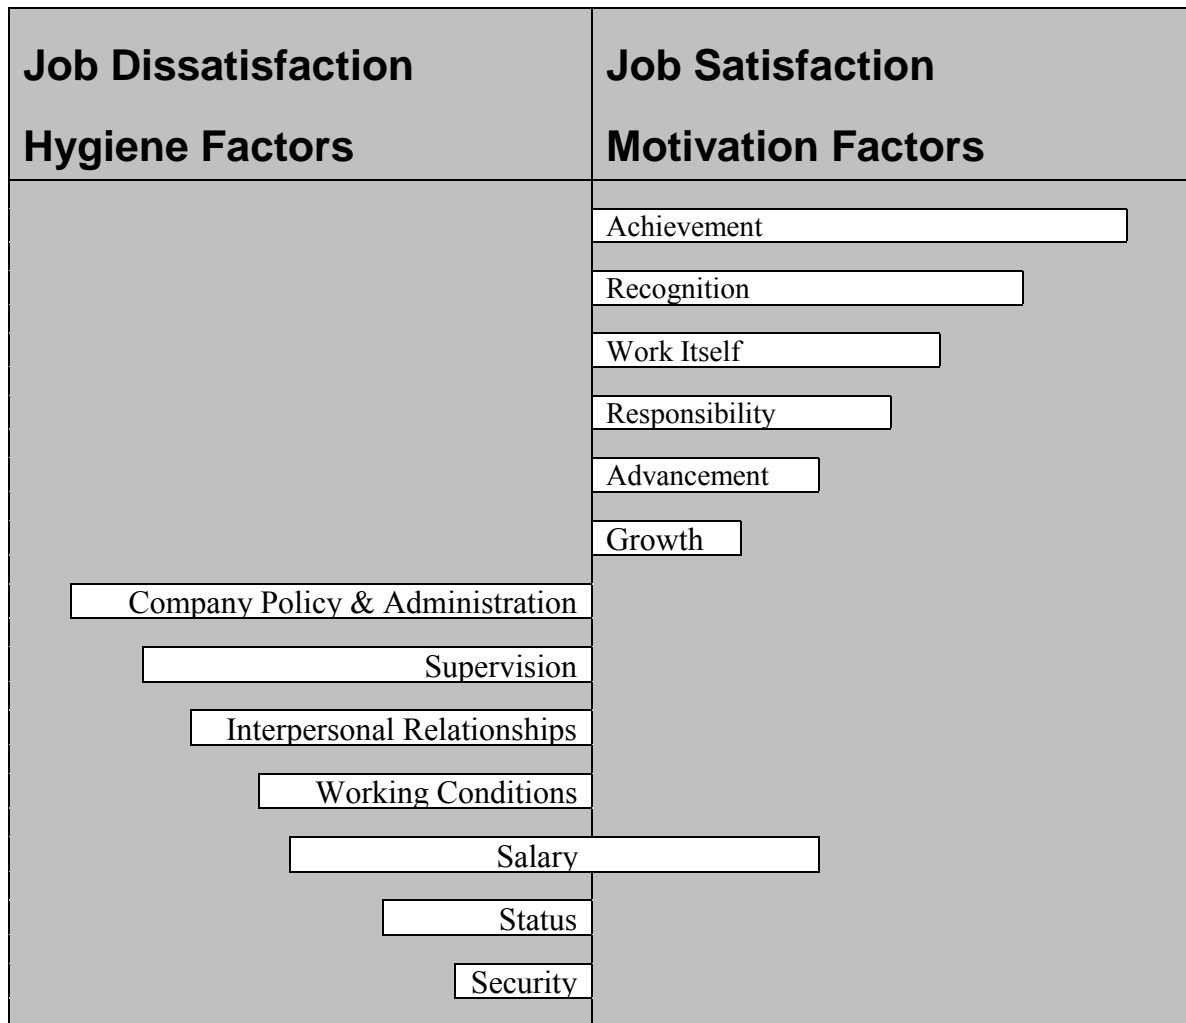 Job Dissatisfaction
Hygiene Factors
Job Satisfaction
Motivation Factors
Achievement
Recognition
Work Itself
Responsibility
Advancement
Growth
Company Policy & Administration
Supervision
Interpersonal Relationships
Working Conditions
Salary
Status
Security